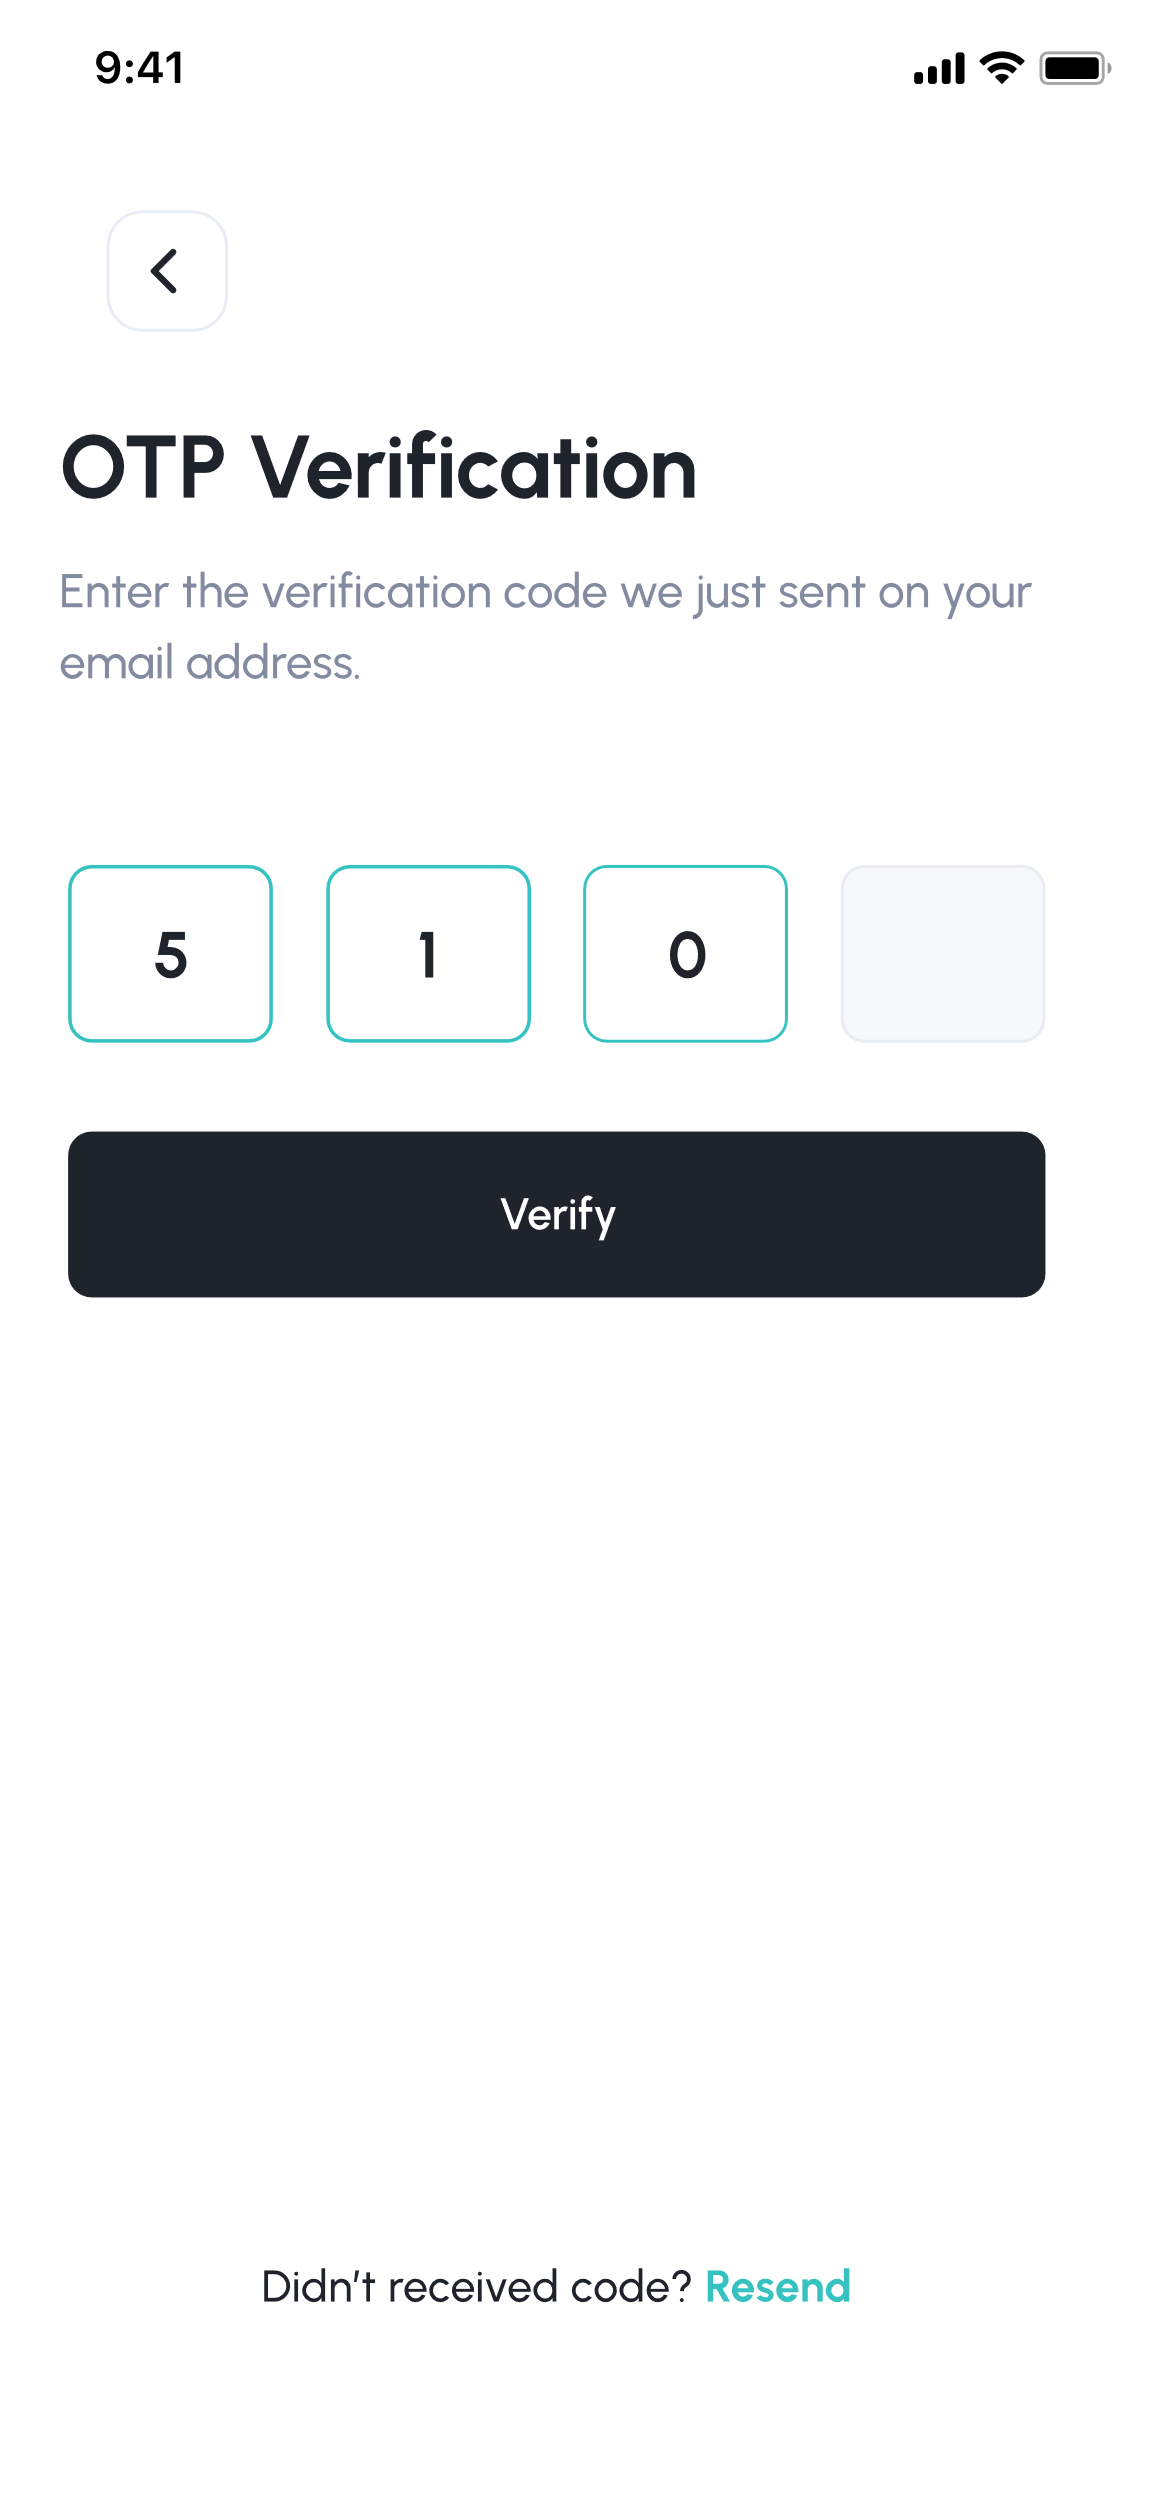 9:41
OTP Verification
Enter the verification code we just sent on your
email address.
5 1 0
Verify
Didn't received code? Resend